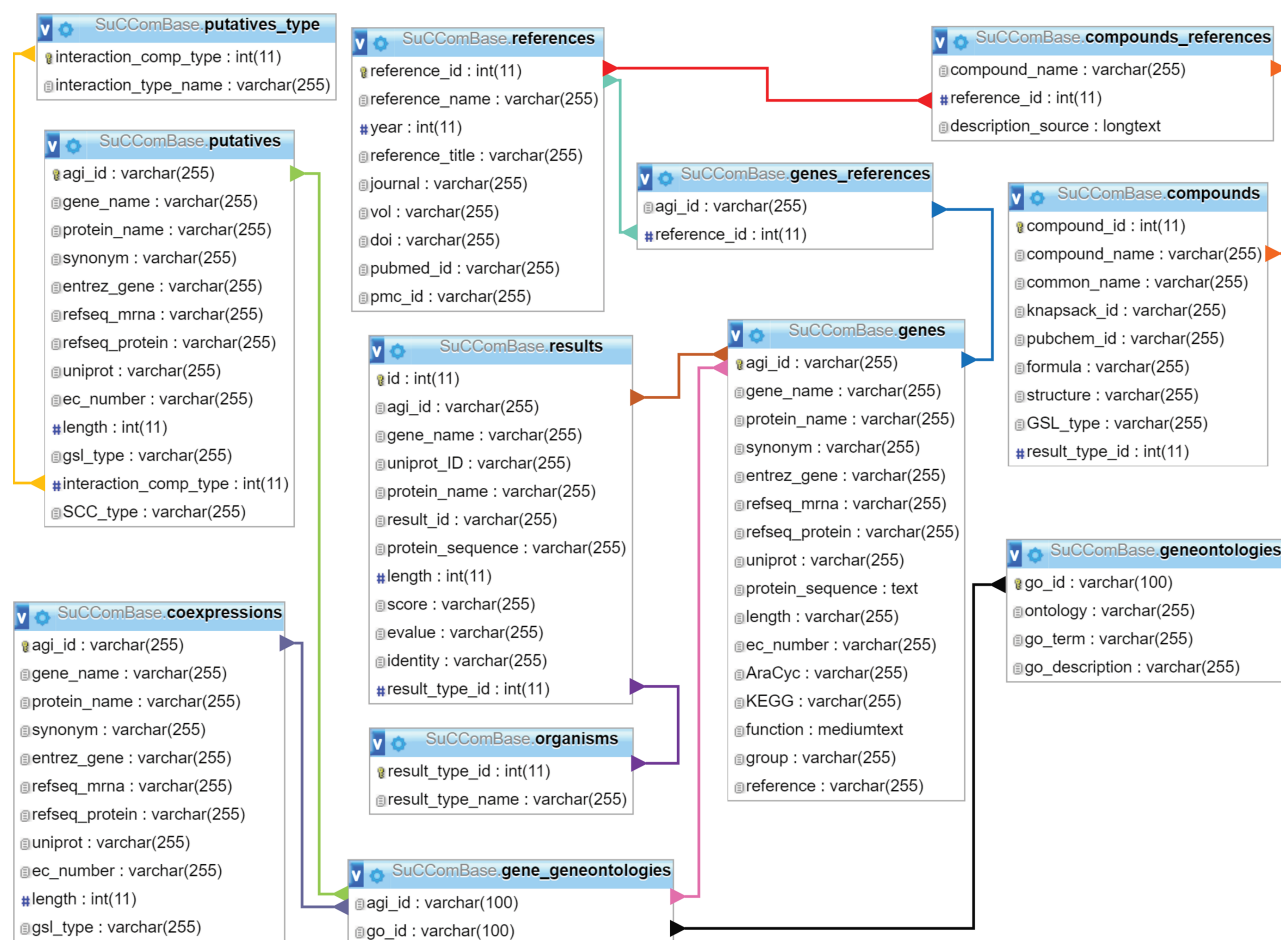 SuCComBase.putatives_type
interaction_comp_type : int(11)
interaction_type_name : varchar(255)
SuCComBase.putatives
agi_id : varchar(255)
gene_name : varchar(255)
protein_name : varchar(255)
synonym : varchar(255)
entrez_gene : varchar(255)
refseq_mrna : varchar(255)
refseq_protein : varchar(255)
uniprot : varchar(255)
ec_number : varchar(255)
#length : int(11)
gsl_type : varchar(255)
#interaction_comp_type : int(11)
SCC_type : varchar(255)
SuCComBase.coexpressions
agi_id : varchar(255)
gene_name : varchar(255)
protein_name : varchar(255)
synonym : varchar(255)
entrez_gene : varchar(255)
refseq_mrna : varchar(255)
refseq_protein : varchar(255)
uniprot : varchar(255)
ec_number : varchar(255)
#length : int(11)
gsl_type : varchar(255)
SuCComBase.references
reference_id : int(11)
reference_name : varchar(255)
#year : int(11)
reference_title : varchar(255)
journal : varchar(255)
vol : varchar(255)
doi : varchar(255)
pubmed_id : varchar(255)
pmc_id : varchar(255)
SuCComBase.results
id : int(11)
agi_id : varchar(255)
gene_name : varchar(255)
uniprot_ID : varchar(255)
protein_name : varchar(255)
result_id : varchar(255)
protein_sequence : varchar(255)
#length : int(11)
score : varchar(255)
evalue : varchar(255)
identity : varchar(255)
#result_type_id : int(11)
SuCComBase.organisms
result_type_id : int(11)
result_type_name : varchar(255)
SuCComBase.gene_geneontologies
agi_id : varchar(100)
go_id : varchar(100)
SuCComBase.genes_references
agi_id : varchar(255)
#reference_id : int(11)
SuCComBase.genes
agi_id : varchar(255)
gene_name : varchar(255)
protein_name : varchar(255)
synonym : varchar(255)
entrez_gene : varchar(255)
refseq_mrna : varchar(255)
refseq_protein : varchar(255)
uniprot : varchar(255)
protein_sequence : text
length : varchar(255)
ec_number : varchar(255)
AraCyc : varchar(255)
KEGG : varchar(255)
function : mediumtext
group : varchar(255)
reference : varchar(255)
SuCComBase.compounds_references
compound_name : varchar(255)
#reference_id : int(11)
description_source : longtext
SuCComBase.compounds
compound_id : int(11)
compound_name : varchar(255)
common_name : varchar(255)
knapsack_id : varchar(255)
pubchem_id : varchar(255)
formula : varchar(255)
structure : varchar(255)
GSL_type : varchar(255)
#result_type_id : int(11)
SuCComBase.geneontologies
go_id : varchar(100)
ontology : varchar(255)
go_term : varchar(255)
go_description : varchar(255)